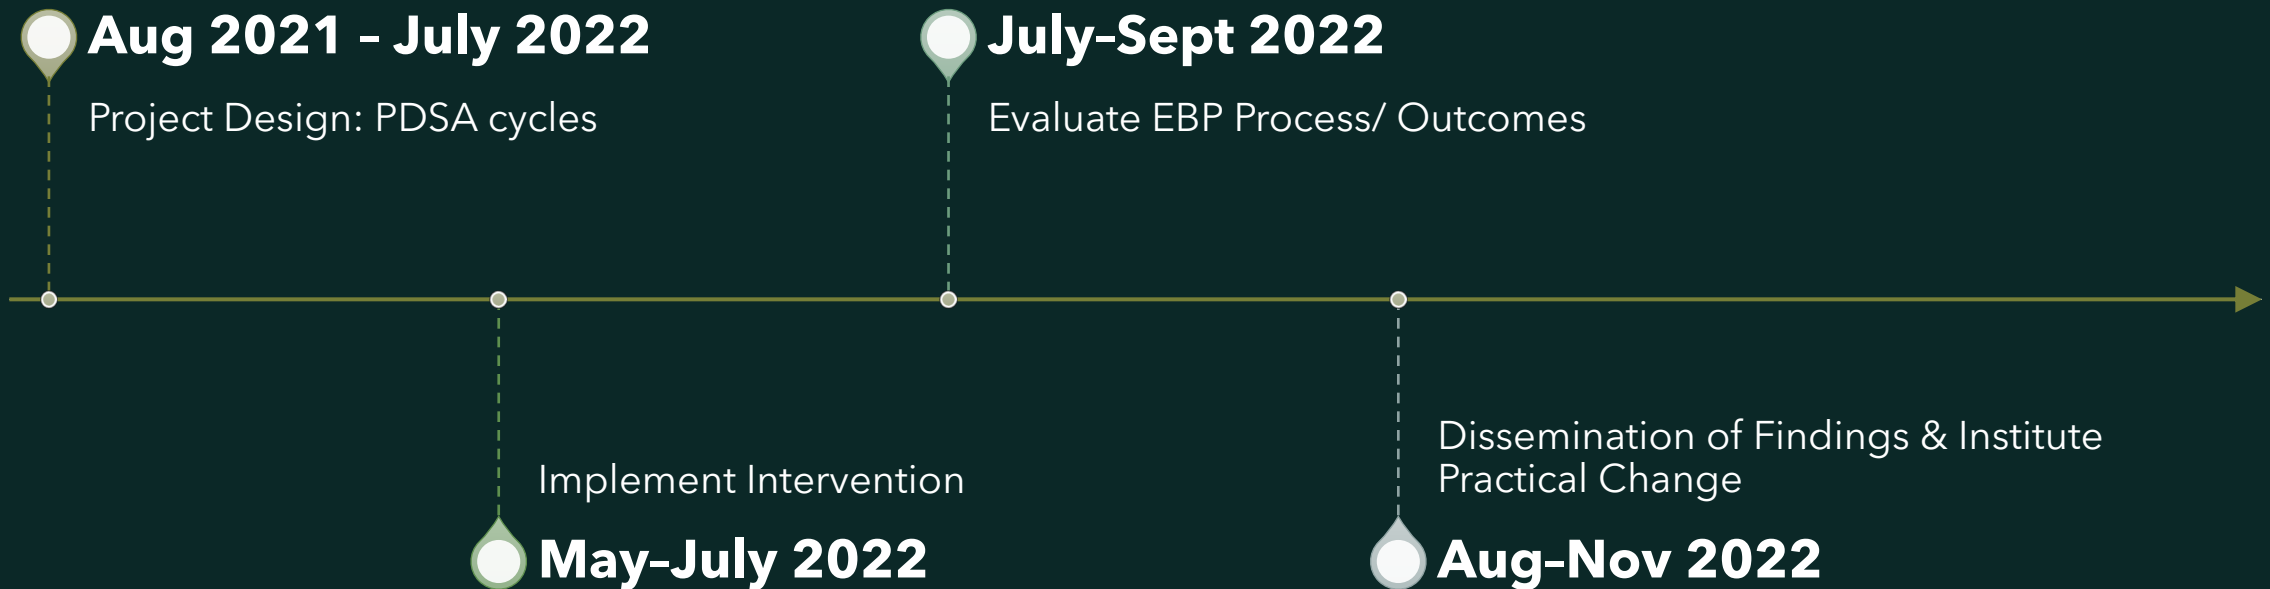 Aug 2021 – July 2022
Project Design: PDSA cycles
Implement Intervention
May–July 2022
July–Sept 2022
Evaluate EBP Process/ Outcomes
Dissemination of Findings & Institute
Practical Change
Aug–Nov 2022